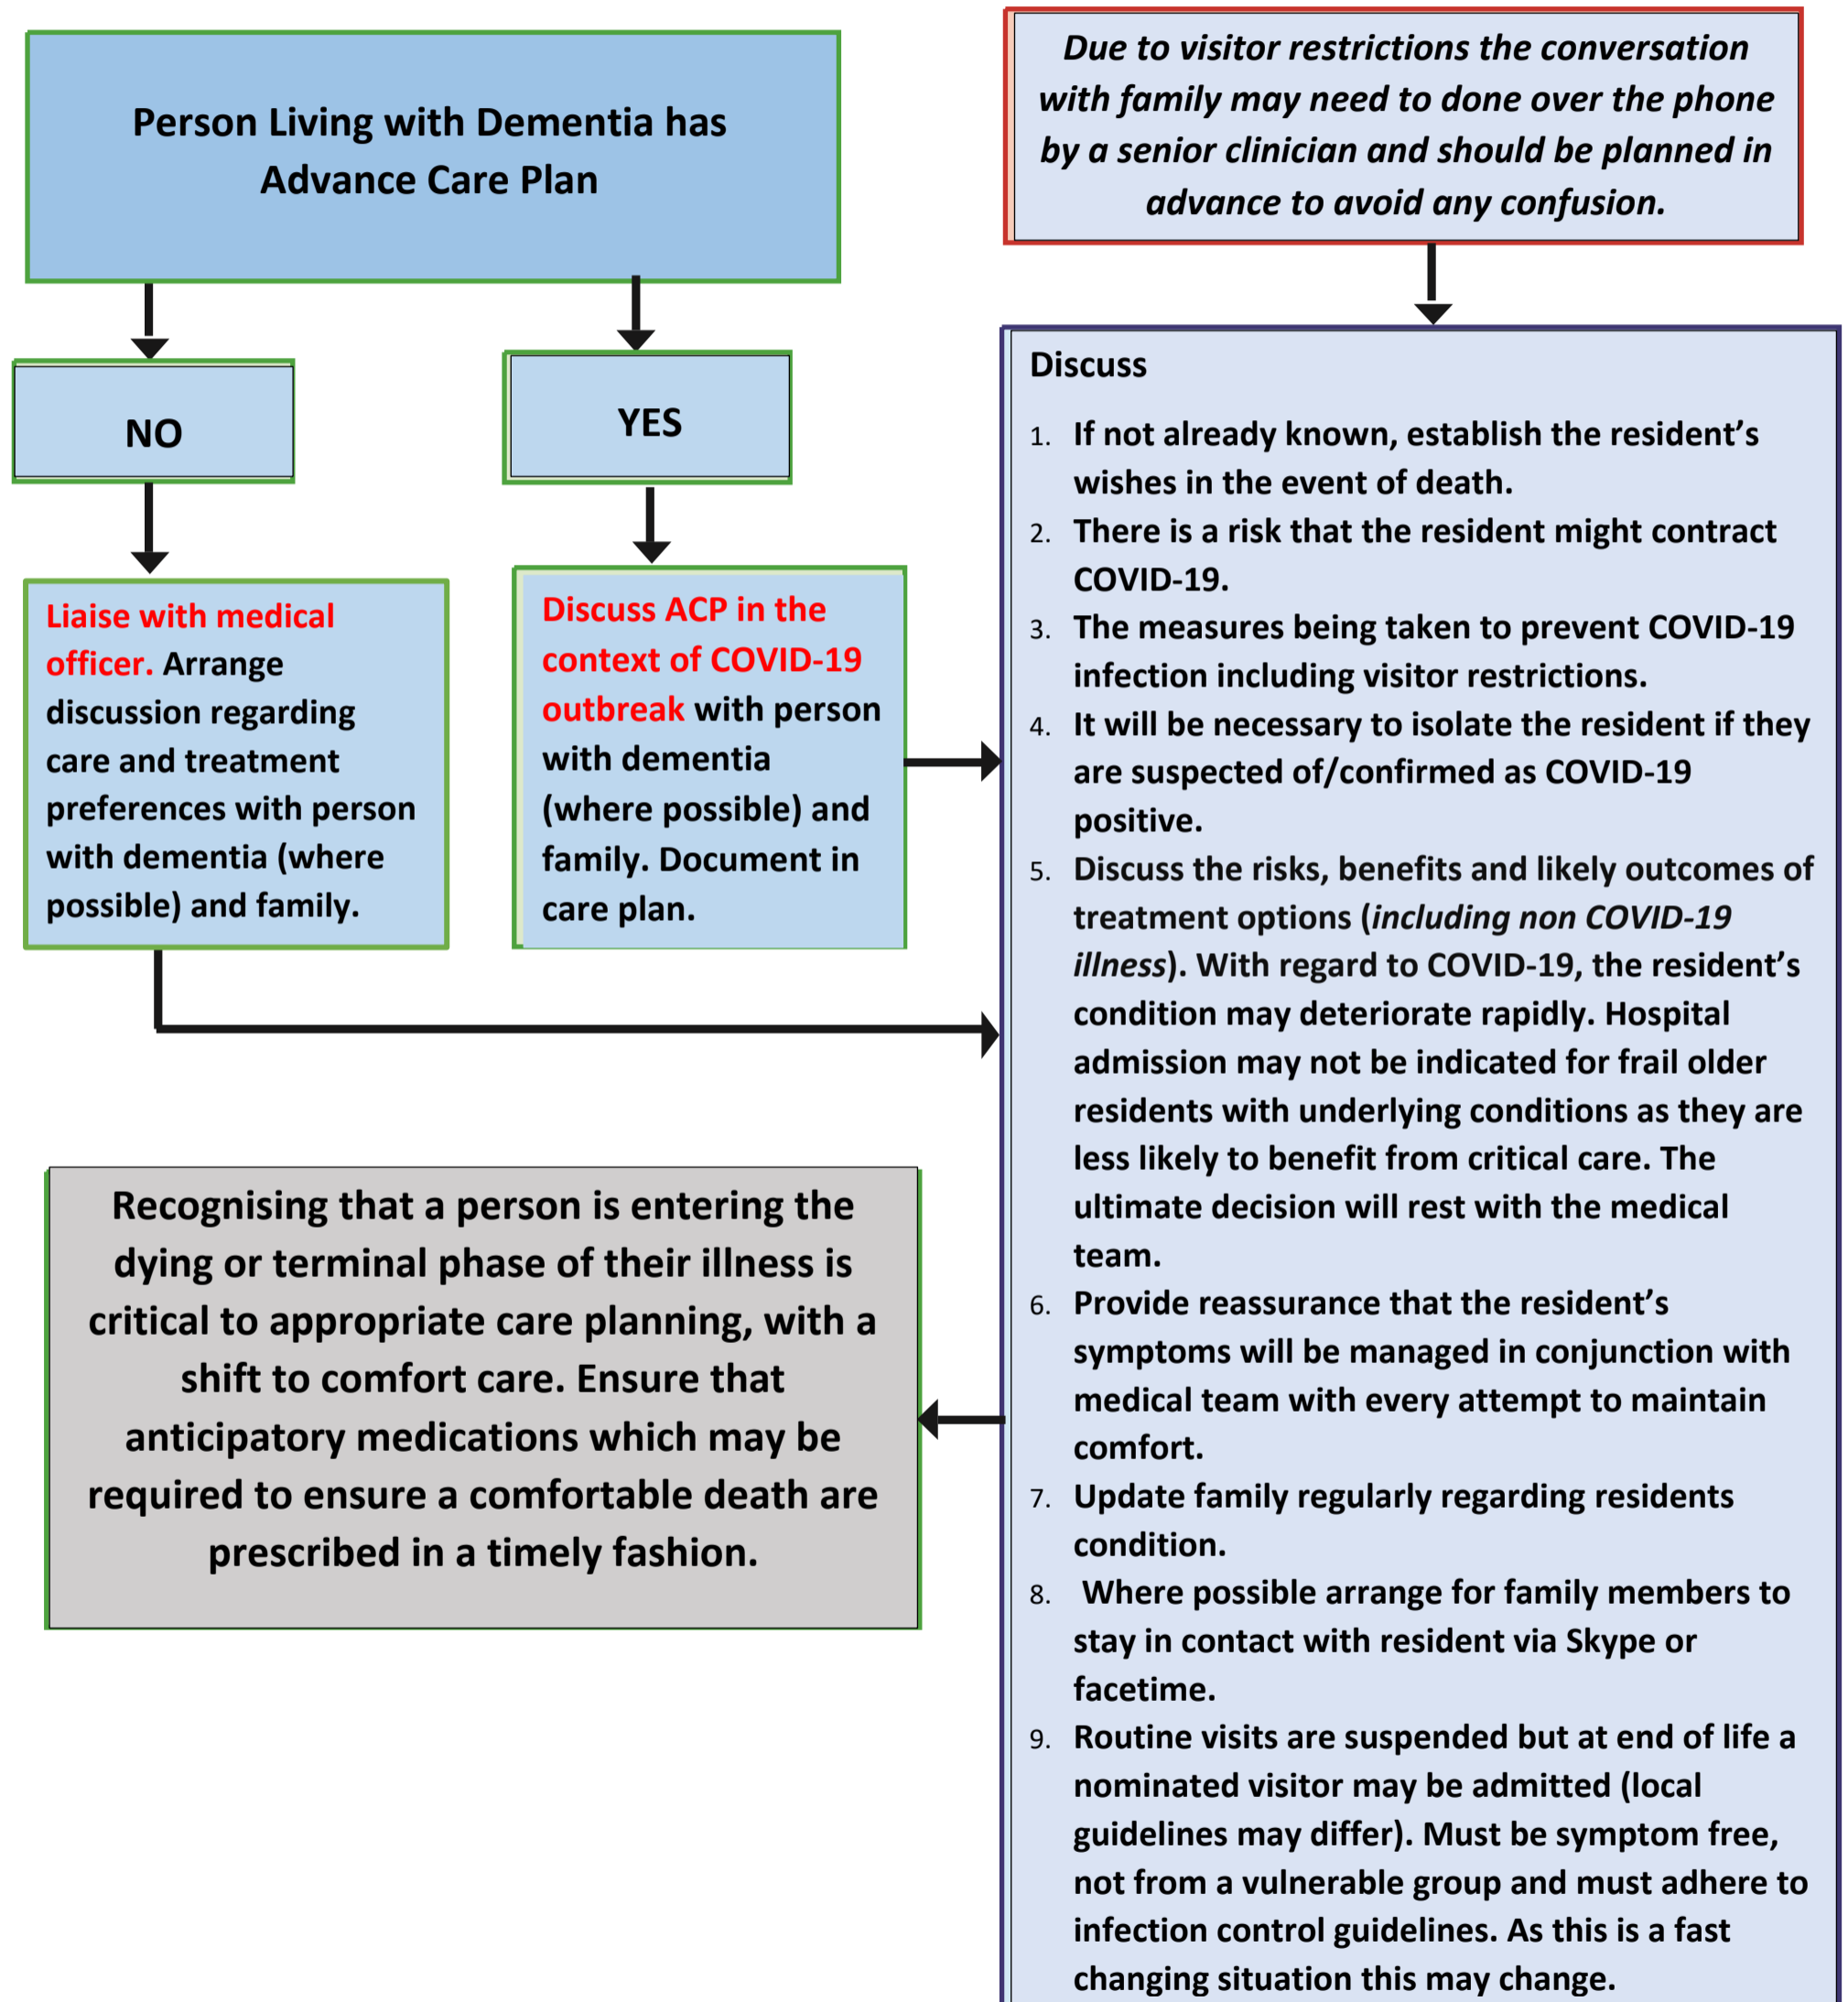 Person Living with Dementia has
Advance Care Plan
NO
YES
Liaise with medical
officer. Arrange
discussion regarding
care and treatment
preferences with person
with dementia (where
possible) and family.
Discuss ACP in the
context of COVID-19
outbreak with person
with dementia
(where possible) and
family. Document in
care plan.
Due to visitor restrictions the conversation
with family may need to done over the phone
by a senior clinician and should be planned in
advance to avoid any confusion.
Discuss
1. If not already known, establish the resident’s
wishes in the event of death.
2. There is a risk that the resident might contract
COVID-19.
3. The measures being taken to prevent COVID-19
infection including visitor restrictions.
4. It will be necessary to isolate the resident if they
are suspected of/confirmed as COVID-19
positive.
5. Discuss the risks, benefits and likely outcomes of
treatment options (including non COVID-19
illness). With regard to COVID-19, the resident’s
condition may deteriorate rapidly. Hospital
admission may not be indicated for frail older
residents with underlying conditions as they are
less likely to benefit from critical care. The
ultimate decision will rest with the medical
team.
6. Provide reassurance that the resident’s
symptoms will be managed in conjunction with
medical team with every attempt to maintain
comfort.
7. Update family regularly regarding residents
condition.
8. Where possible arrange for family members to
stay in contact with resident via Skype or
facetime.
9. Routine visits are suspended but at end of life a
nominated visitor may be admitted (local
guidelines may differ). Must be symptom free,
not from a vulnerable group and must adhere to
infection control guidelines. As this is a fast
changing situation this may change.
Recognising that a person is entering the
dying or terminal phase of their illness is
critical to appropriate care planning, with a
shift to comfort care. Ensure that
anticipatory medications which may be
required to ensure a comfortable death are
prescribed in a timely fashion.